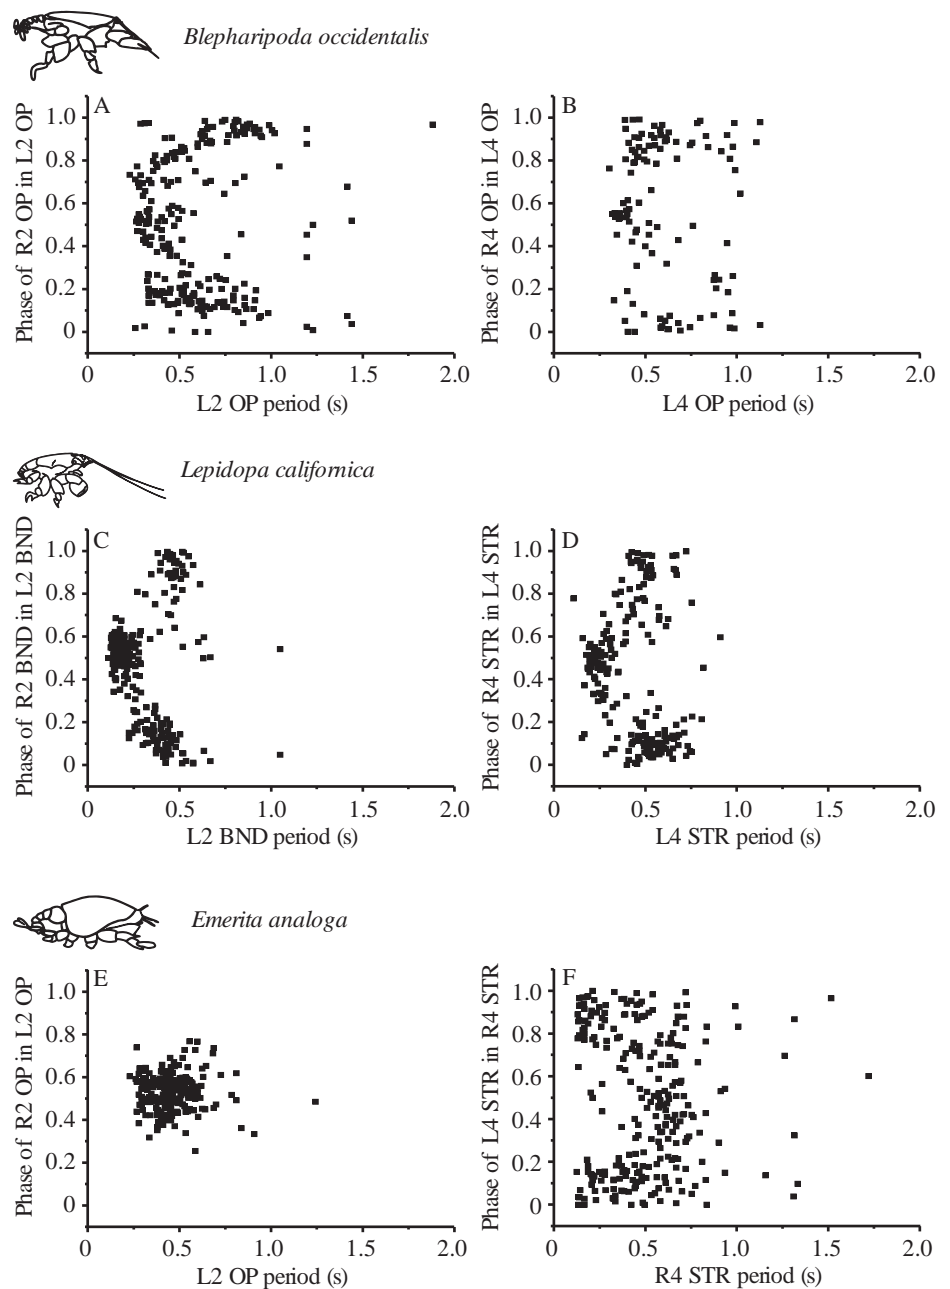 Blepharipoda occidentalis
A
Phase of R2 OP in L2 OP
1.0
0.8
0.6
0.4
0.2
0
0 0.5 1.0 1.5 2.0
L2 OP period (s)
B
Phase of R4 OP in L4 OP
1.0
0.8
0.6
0.4
0.2
0
0 0.5 1.0 1.5 2.0
L4 OP period (s)
Lepidopa californica
C
Phase of R2 BND in L2 BND
1.0
0.8
0.6
0.4
0.2
0
0 0.5 1.0 1.5 2.0
L2 BND period (s)
D
Phase of R4 STR in L4 STR
1.0
0.8
0.6
0.4
0.2
0
0 0.5 1.0 1.5 2.0
L4 STR period (s)
Emerita analoga
E
Phase of R2 OP in L2 OP
1.0
0.8
0.6
0.4
0.2
0
0 0.5 1.0 1.5 2.0
L2 OP period (s)
F
Phase of L4 STR in R4 STR
1.0
0.8
0.6
0.4
0.2
0
0 0.5 1.0 1.5 2.0
R4 STR period (s)